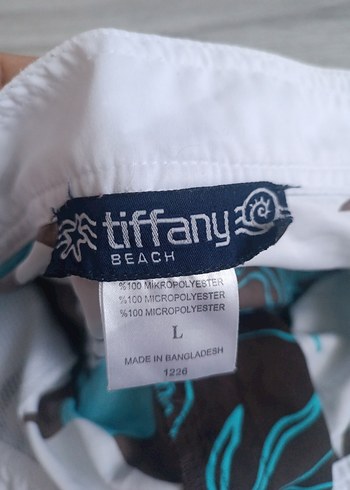 tiffany
BEACH
%100 MIKROPOLYESTER
%100 MICROPOLYESTER
%100 MICROPOLYESTER
L
MADE IN BANGLADESH
1226